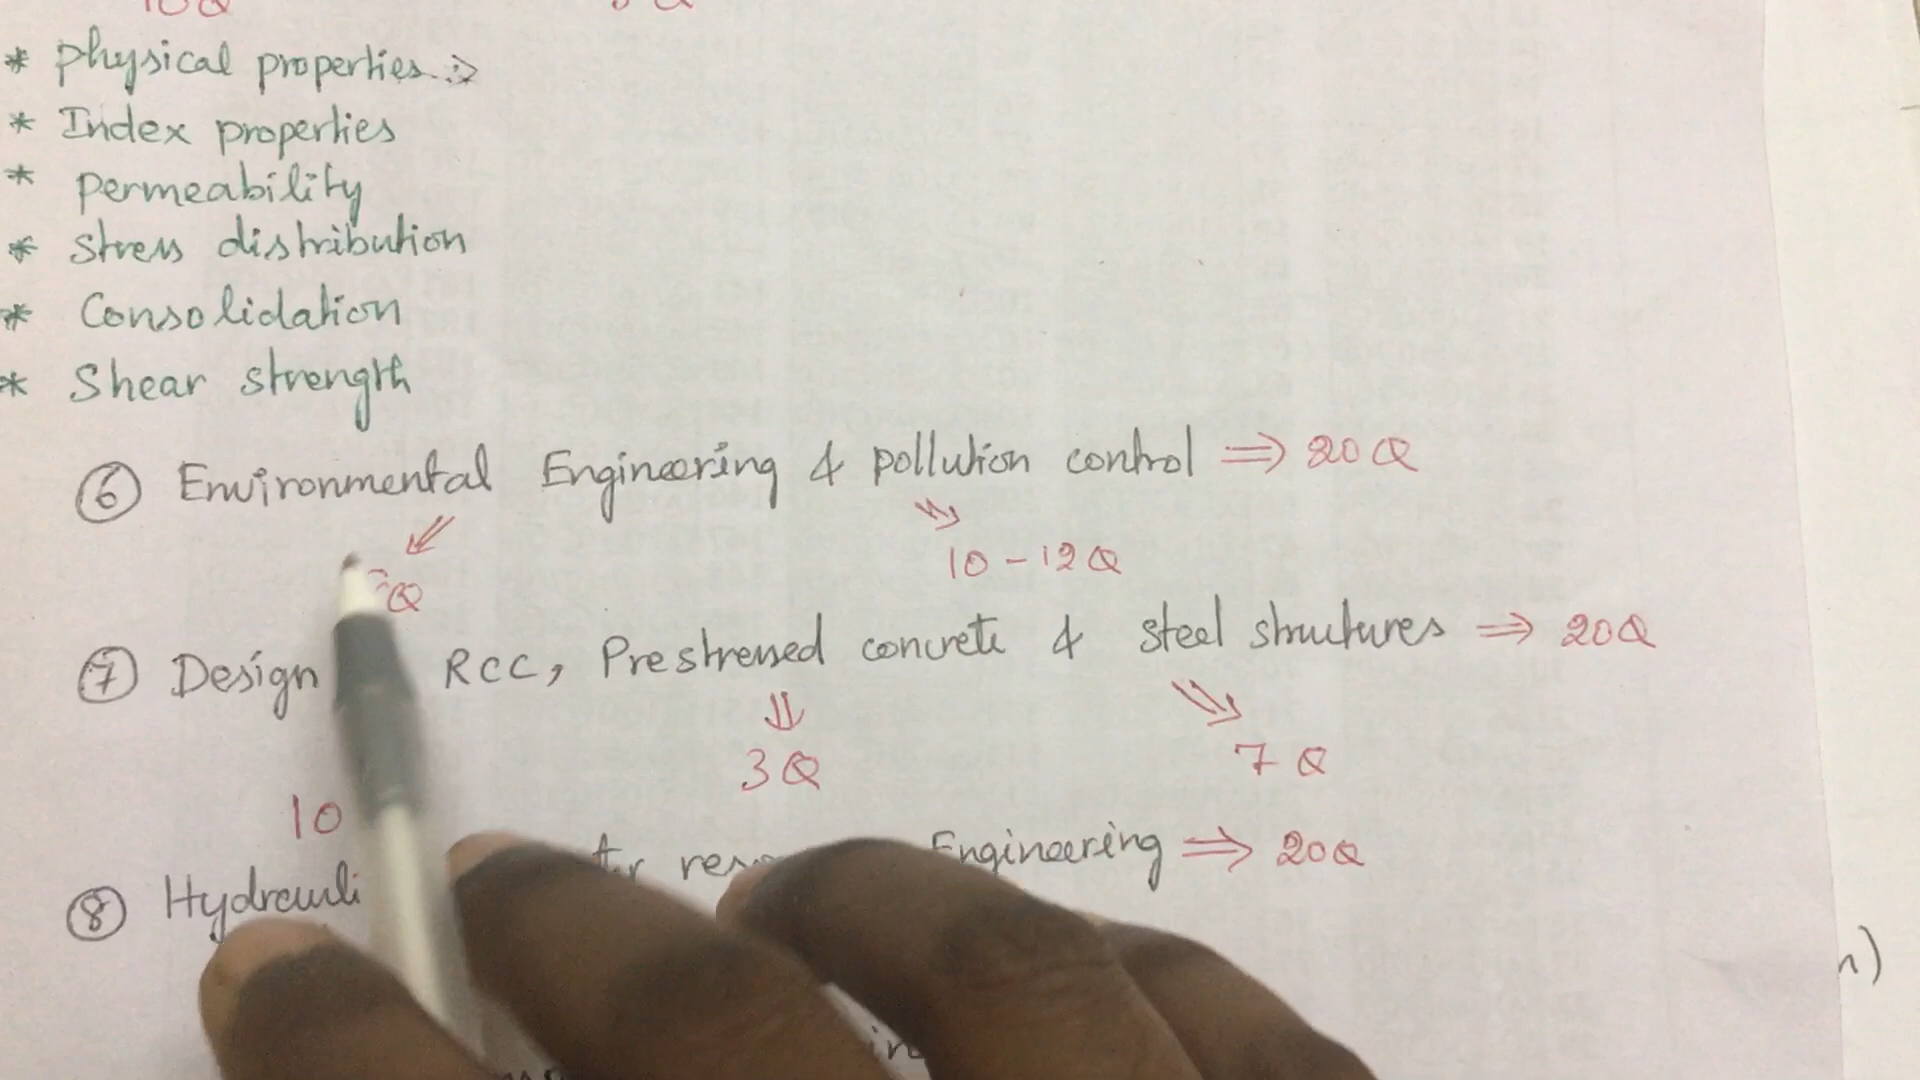 * Physical properties :->
* Index properties
* Permeability
* Stress distribution
* Consolidation
* Shear strength
⑥ Environmental Engineering & pollution control ⇒ 20Q
10-12Q
⑦ Design RCC, Prestressed concrete & steel structures ⇒ 20Q
3Q 7Q
10
⑧ Engineering ⇒ 20Q